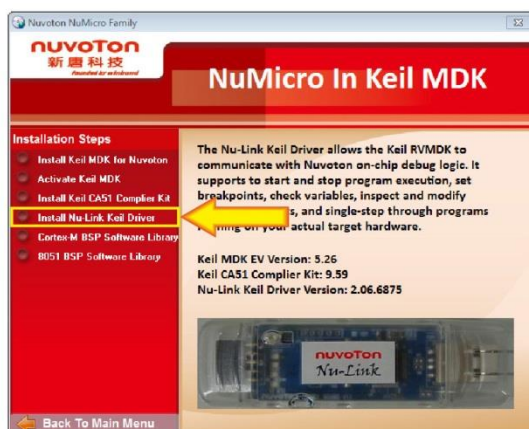 Nuvoton NuMicro Family
nuvoTon
新唐科技
Founded by winbond
NuMicro In Keil MDK
Installation Steps
Install Keil MDK for Nuvoton
Activate Keil MDK
Install Keil CA51 Complier Kit
Install Nu-Link Keil Driver
Cortex-M BSP Software Library
8051 BSP Software Library
Back To Main Menu
The Nu-Link Keil Driver allows the Keil RVMDK to
communicate with Nuvoton on-chip debug logic. It
supports to start and stop program execution, set
breakpoints, check variables, inspect and modify
, and single-step through programs
on your actual target hardware.
Keil MDK EV Version: 5.26
Keil CA51 Complier Kit: 9.59
Nu-Link Keil Driver Version: 2.06.6875
nuvoTon
Nu-Link